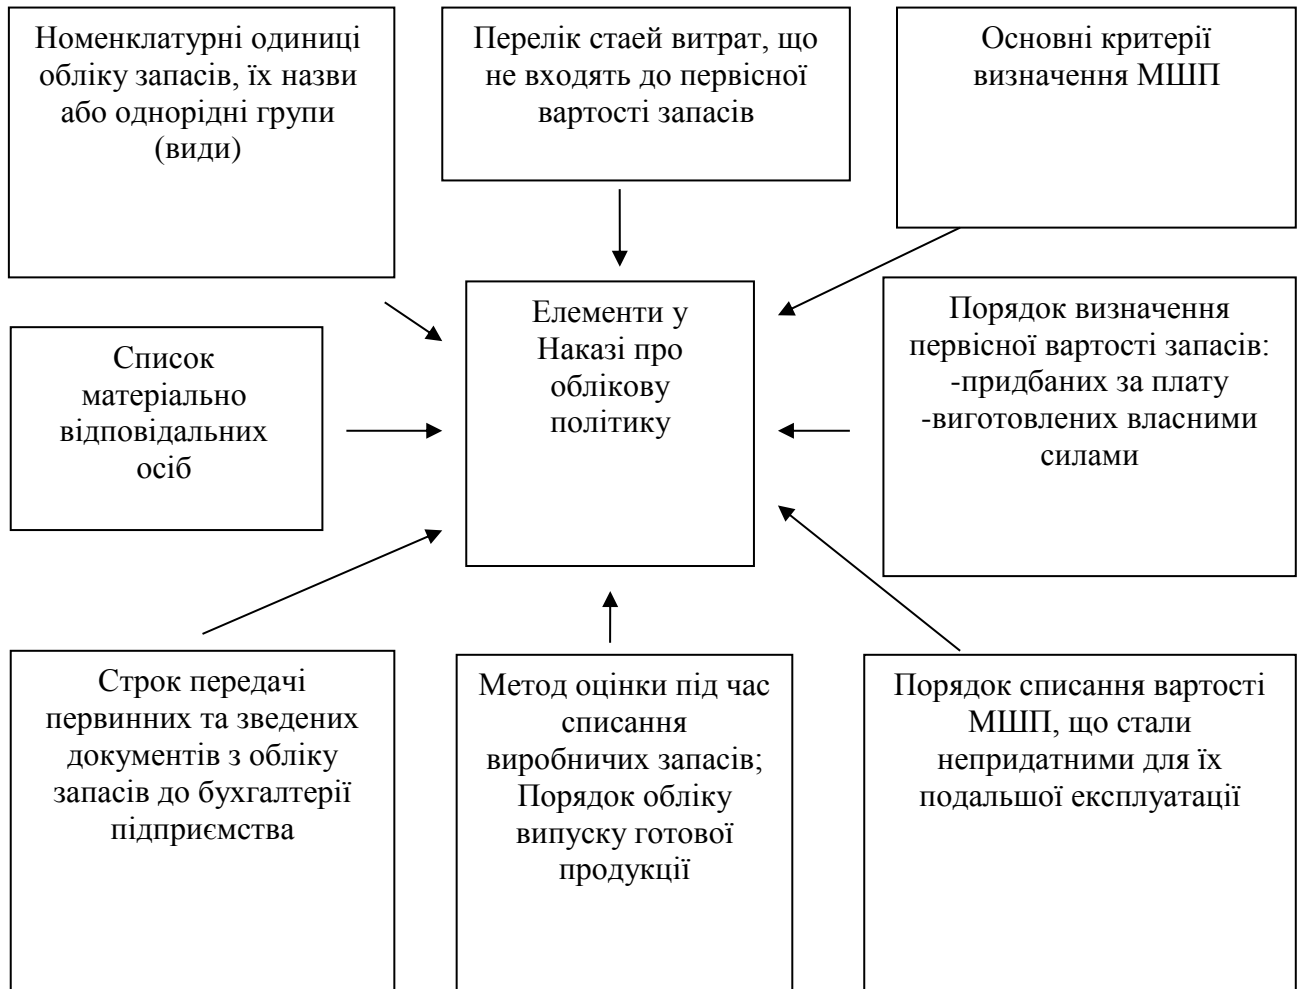 Номенклатурні одиниці
обліку запасів, їх назви
або однорідні групи
(види)
Перелік стаей витрат, що
не входять до первісної
вартості запасів
Основні критерії
визначення МШП
Список
матеріально
відповідальних
осіб
Елементи у
Наказі про
облікову
політику
Порядок визначення
первісної вартості запасів:
-придбаних за плату
-виготовлених власними
силами
Строк передачі
первинних та зведених
документів з обліку
запасів до бухгалтерії
підприємства
Метод оцінки під час
списання
виробничих запасів;
Порядок обліку
випуску готової
продукції
Порядок списання вартості
МШП, що стали
непридатними для їх
подальшої експлуатації